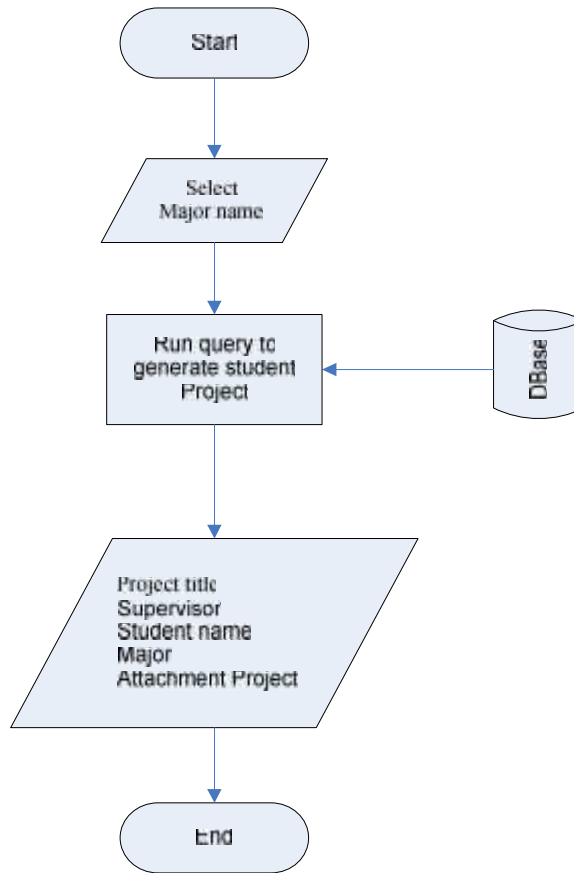 Start
Select
Major name
Run query to
generate student
Project
DBase
Project title
Supervisor
Student name
Major
Attachment Project
End